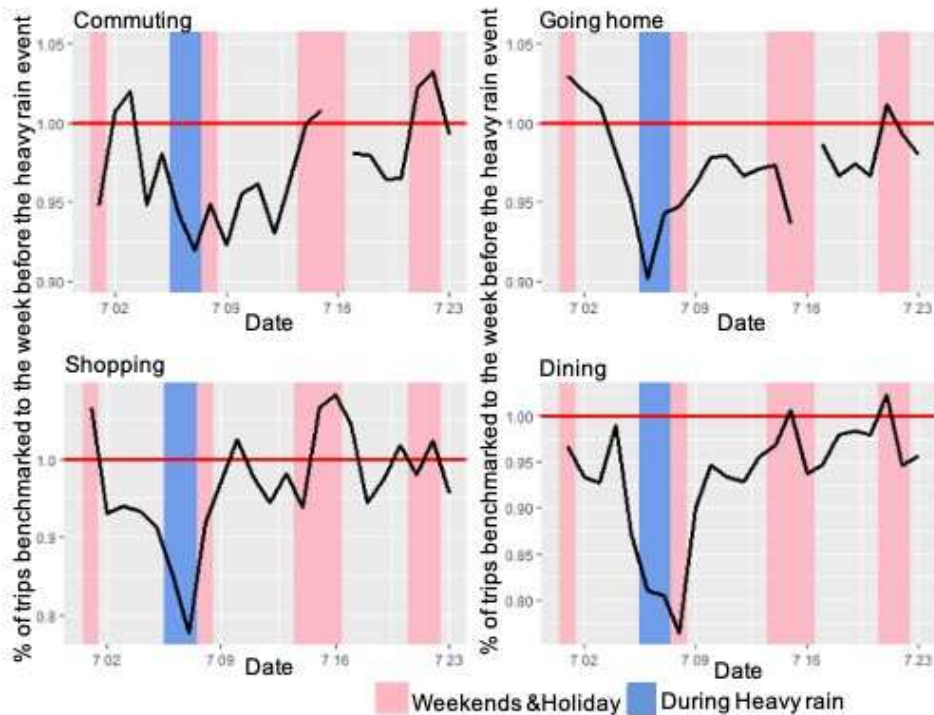 Commuting
Going home
% of trips benchmarked to the week before the heavy rain event
1.05
1.00
0.95
0.90
7 02
7 09
7 16
7 23
Date
% of trips benchmarked to the week before the heavy rain event
1.05
1.00
0.95
0.90
7 02
7 09
7 16
7 23
Date
Shopping
Dining
1.0
0.9
0.8
7 02
7 09
7 16
7 23
Date
1.00
0.95
0.90
0.85
0.80
7 02
7 09
7 16
7 23
Date
Weekends &Holiday
During Heavy rain